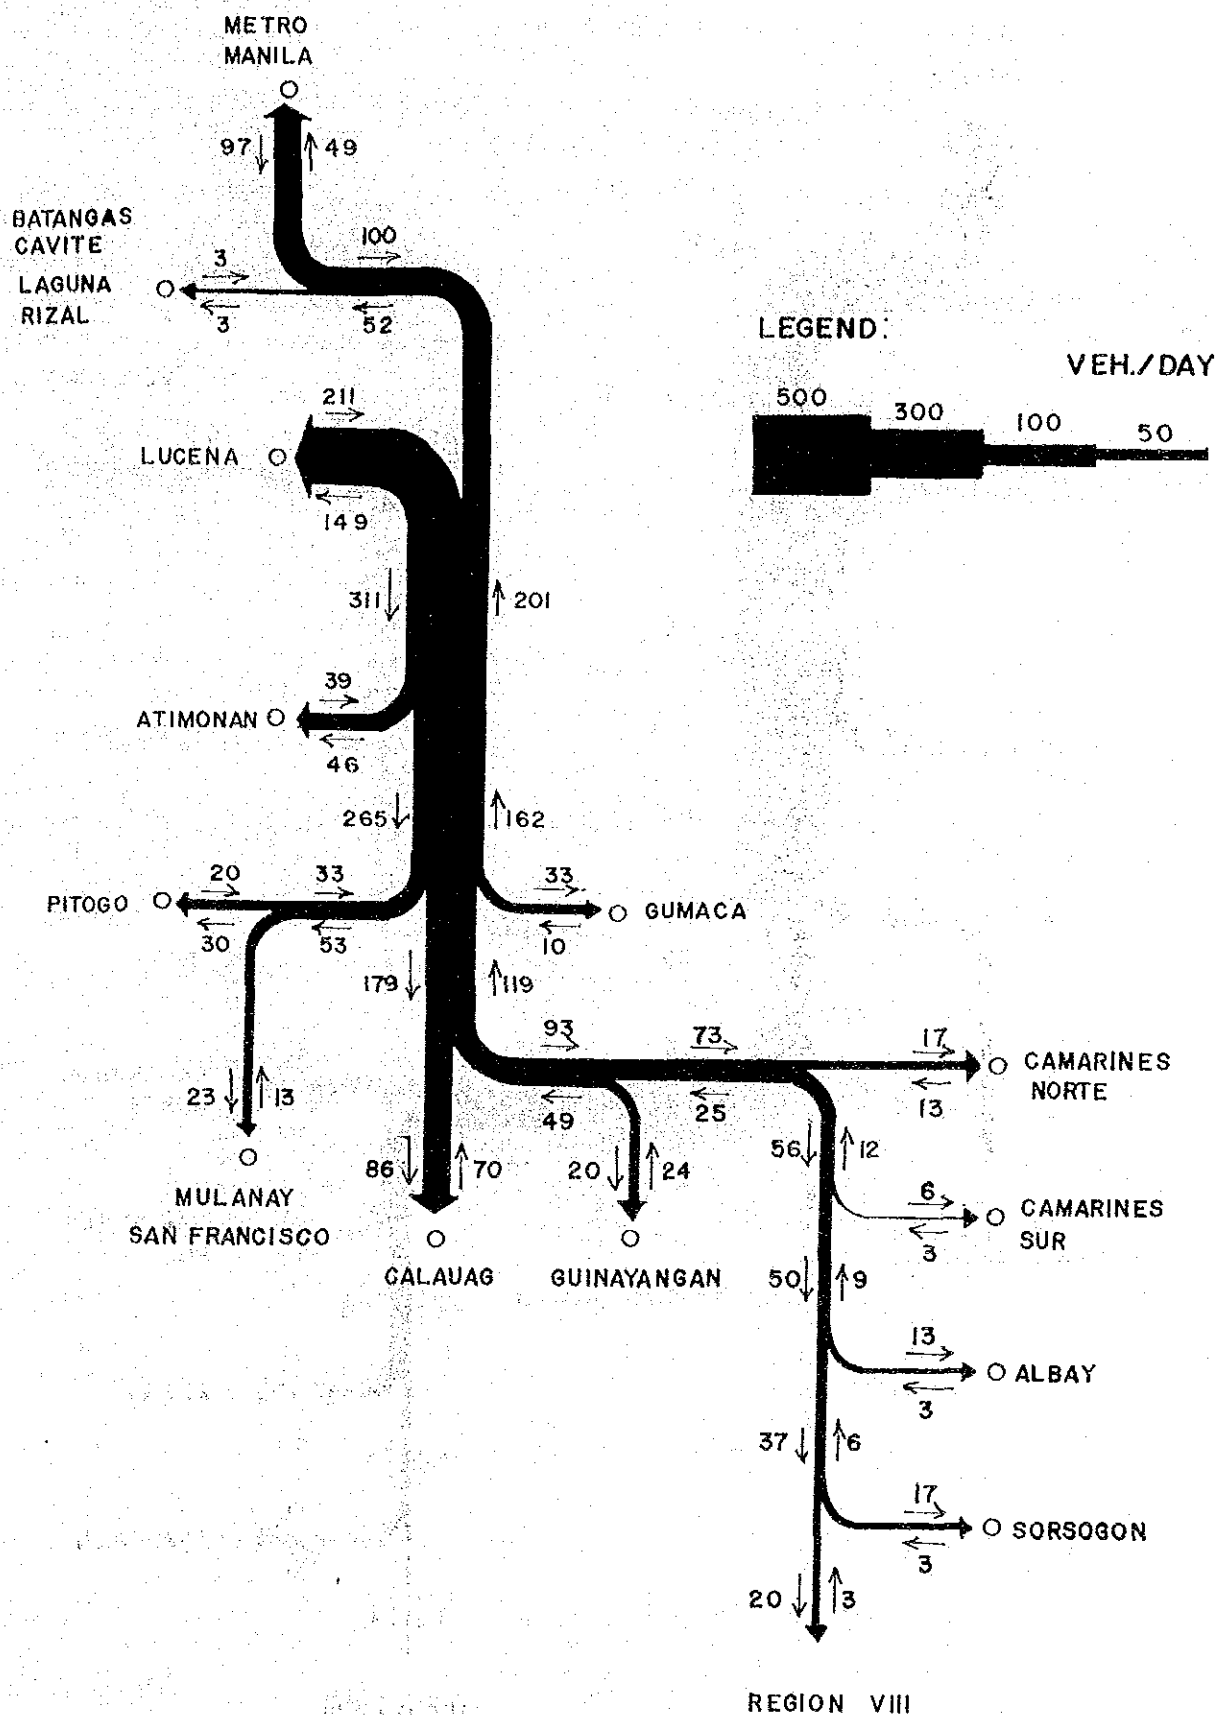 METRO
MANILA
97 49
BATANGAS
CAVITE
LAGUNA
RIZAL
3
3
100
52
LEGEND:
VEH./DAY
500 300 100 50
211
LUCENA
149
311 201
39
ATIMONAN
46
265 162
20 33 33
PITOGO
GUMACA
30 53 10
179 119
93 73 17
CAMARINES
NORTE
49 25 13
23 13
86 70
20 24
56 12
MULANAY
SAN FRANCISCO
CALAUAG
GUINAYANGAN
6
CAMARINES
SUR
3
50 9
13
ALBAY
3
37 6
17
SORSOGON
3
20 3
REGION VIII